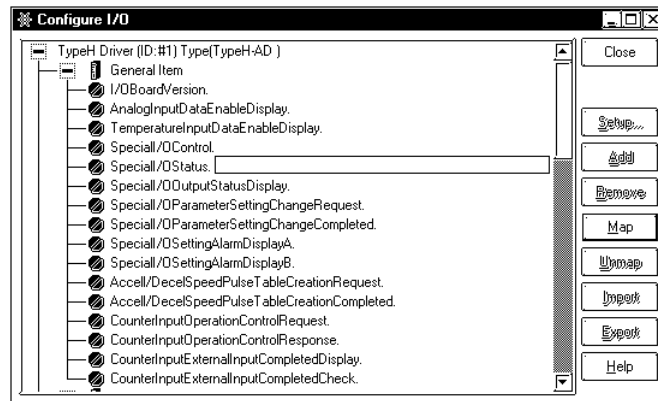 Configure I/O
TypeH Driver (ID:#1) Type(TypeH-AD )
General Item
I/OBoardVersion.
AnalogInputDataEnableDisplay.
TemperatureInputDataEnableDisplay.
SpecialI/OControl.
SpecialI/OStatus.
SpecialI/OOutputStatusDisplay.
SpecialI/OParameterSettingChangeRequest.
SpecialI/OParameterSettingChangeCompleted.
SpecialI/OSettingAlarmDisplayA.
SpecialI/OSettingAlarmDisplayB.
Accell/DecelSpeedPulseTableCreationRequest.
Accell/DecelSpeedPulseTableCreationCompleted.
CounterInputOperationControlRequest.
CounterInputOperationControlResponse.
CounterInputExternalInputCompletedDisplay.
CounterInputExternalInputCompletedCheck.
Close
Setup...
Add
Remove
Map
Unmap
Import
Export
Help